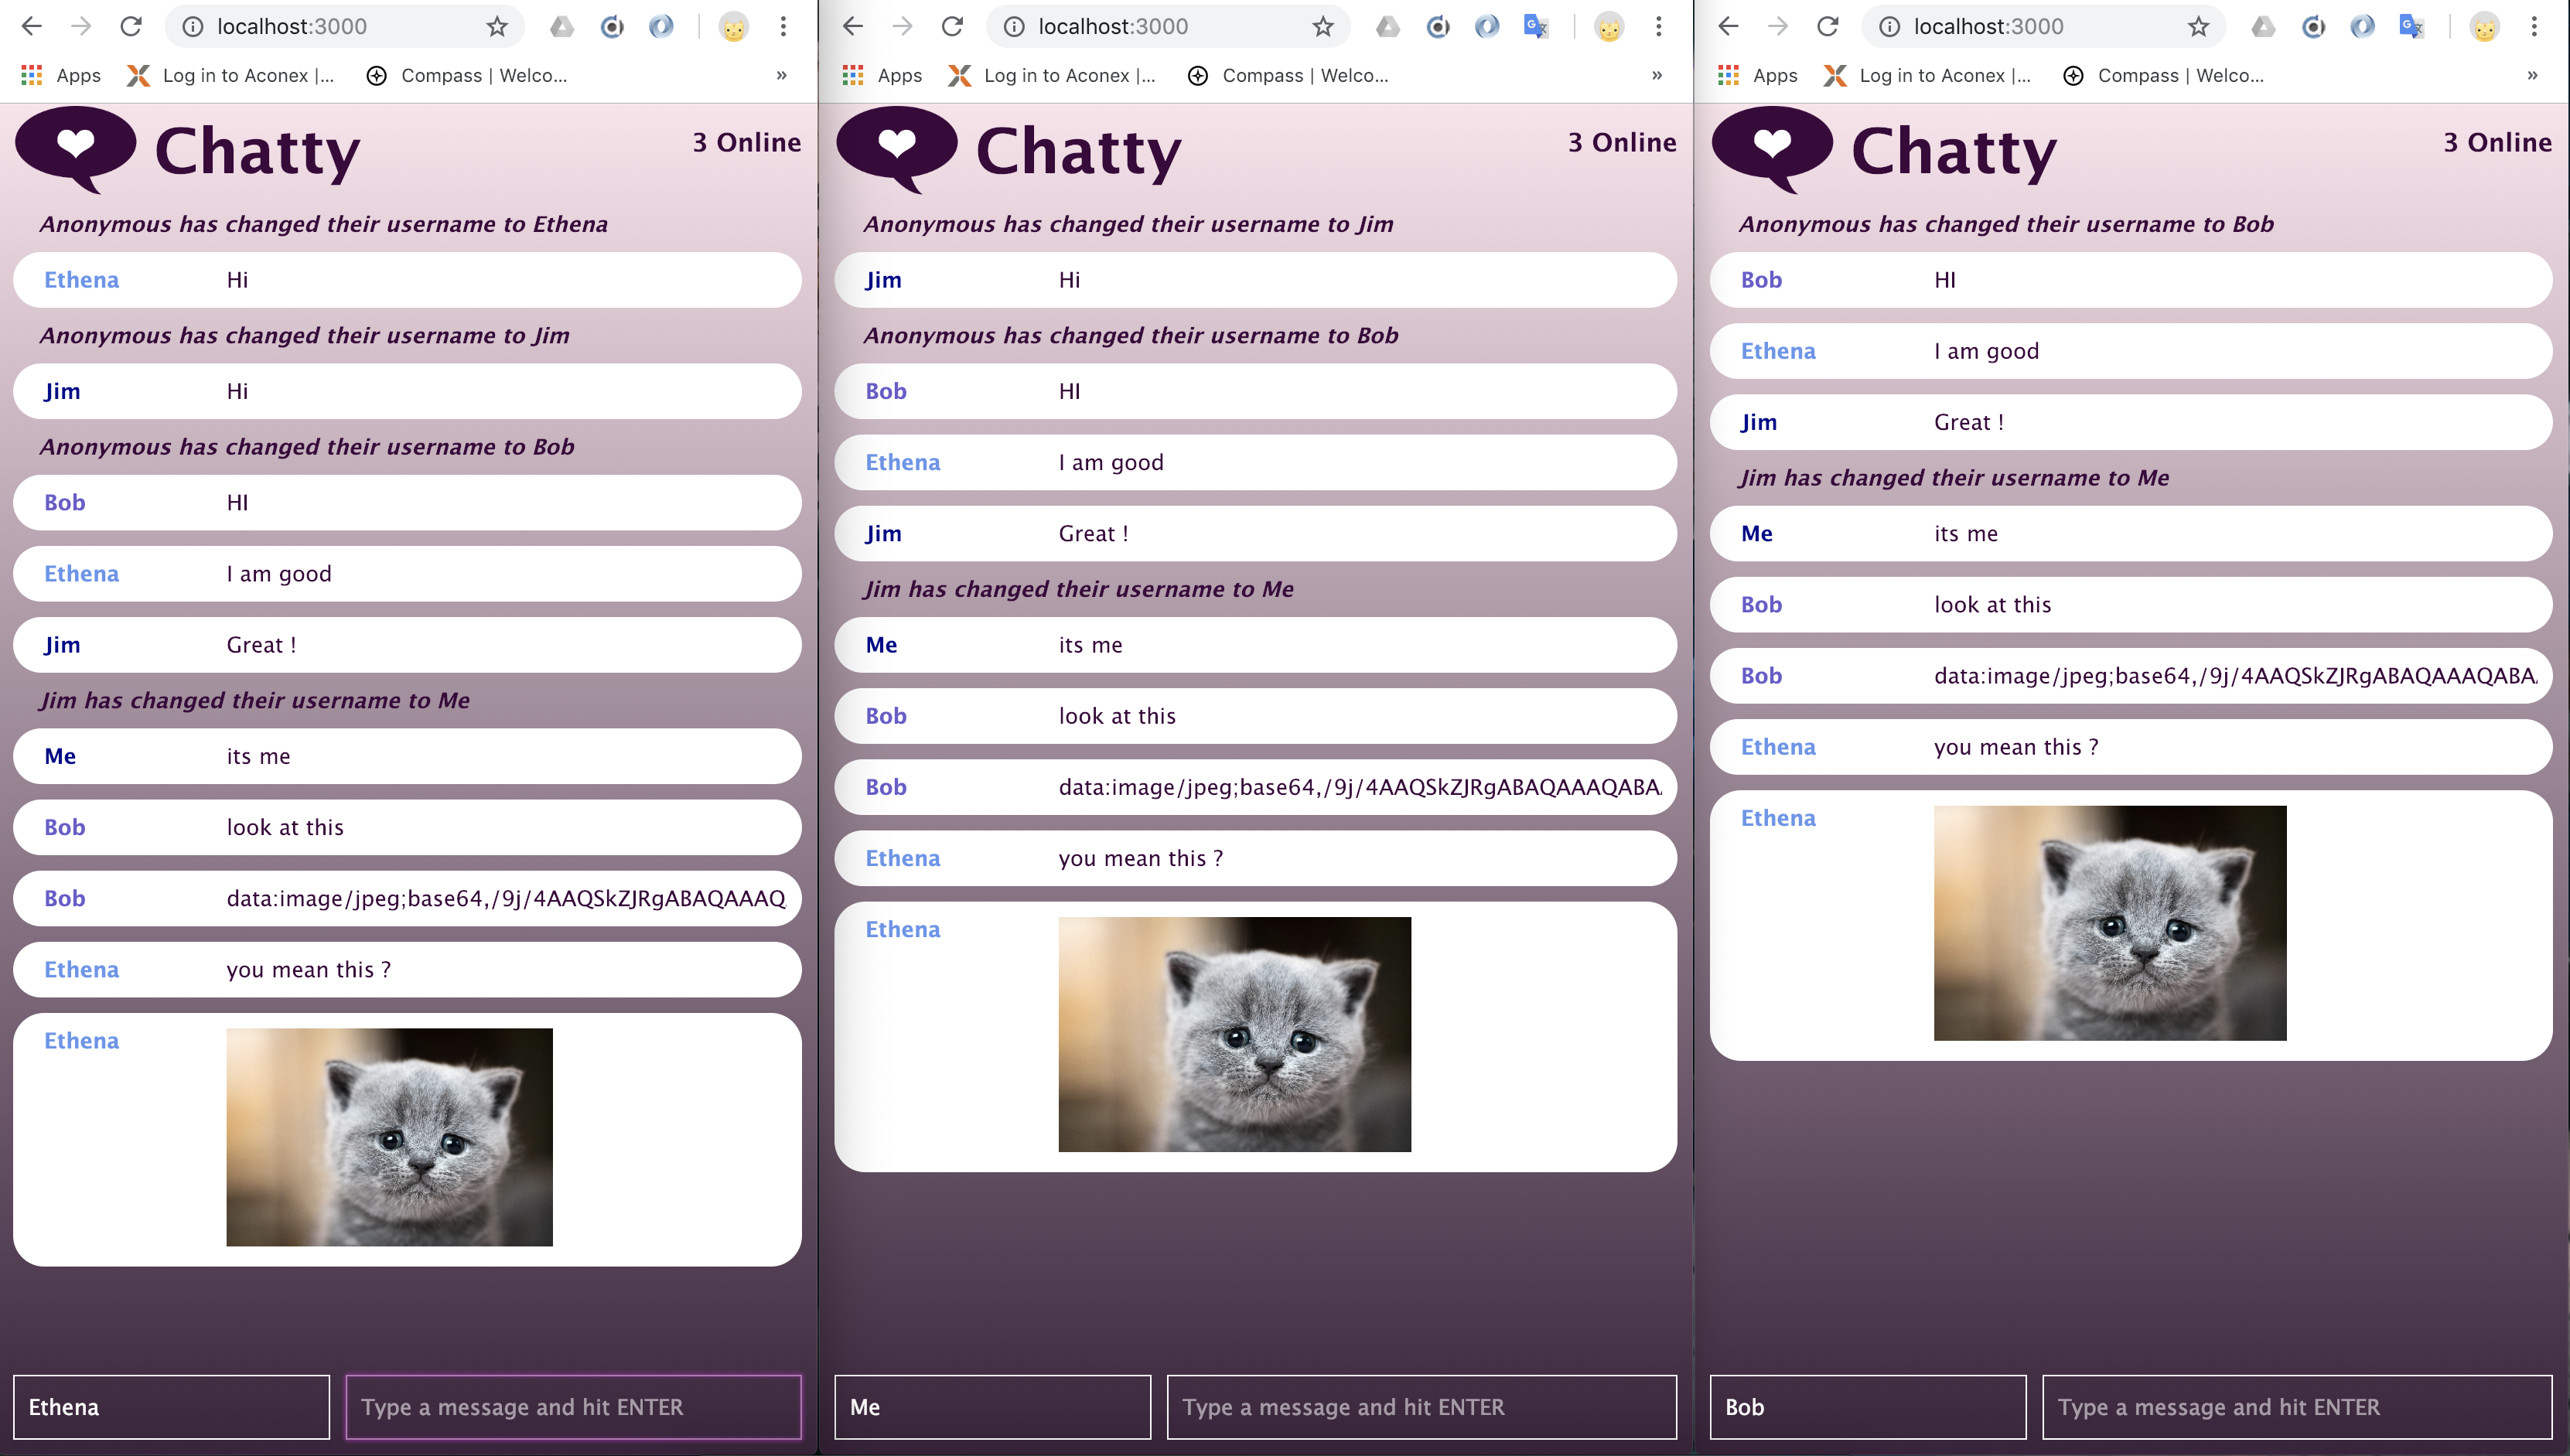 localhost:3000
Apps Log in to Aconex |... Compass | Welco... »
Chatty
3 Online
Anonymous has changed their username to Ethena
Ethena Hi
Anonymous has changed their username to Jim
Jim Hi
Anonymous has changed their username to Bob
Bob HI
Ethena I am good
Jim Great !
Jim has changed their username to Me
Me its me
Bob look at this
Bob data:image/jpeg;base64,/9j/4AAQSkZJRgABAQAAAQ
Ethena you mean this ?
Ethena
Ethena Type a message and hit ENTER
localhost:3000
Apps Log in to Aconex |... Compass | Welco... »
Chatty
3 Online
Anonymous has changed their username to Jim
Jim Hi
Anonymous has changed their username to Bob
Bob HI
Ethena I am good
Jim Great !
Jim has changed their username to Me
Me its me
Bob look at this
Bob data:image/jpeg;base64,/9j/4AAQSkZJRgABAQAAAQABA
Ethena you mean this ?
Ethena
Me Type a message and hit ENTER
localhost:3000
Apps Log in to Aconex |... Compass | Welco... »
Chatty
3 Online
Anonymous has changed their username to Bob
Bob HI
Ethena I am good
Jim Great !
Jim has changed their username to Me
Me its me
Bob look at this
Bob data:image/jpeg;base64,/9j/4AAQSkZJRgABAQAAAQABA
Ethena you mean this ?
Ethena
Bob Type a message and hit ENTER